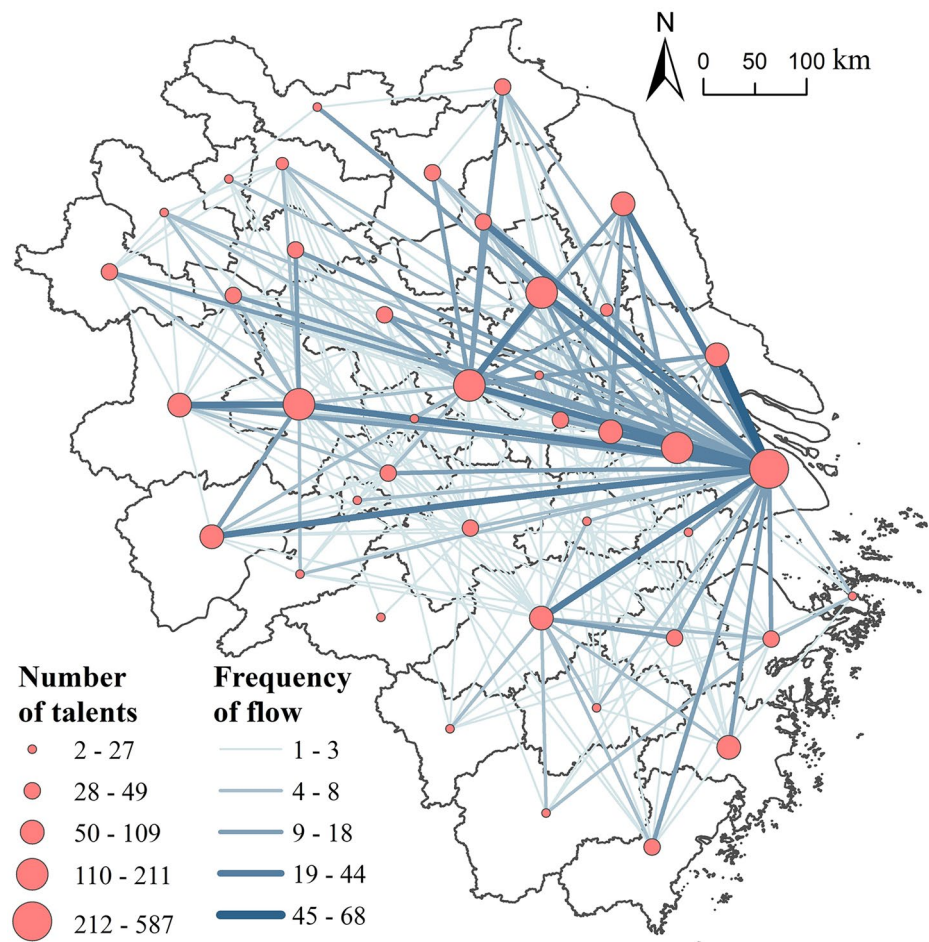 N
0 50 100 km
Number
of talents
2 - 27
28 - 49
50 - 109
110 - 211
212 - 587
Frequency
of flow
1 - 3
4 - 8
9 - 18
19 - 44
45 - 68